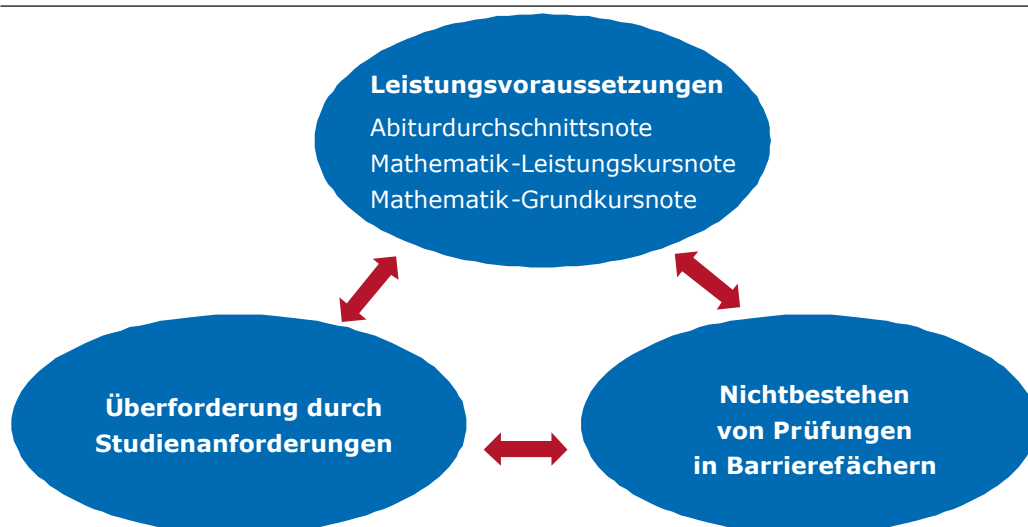 Leistungsvoraussetzungen
Abiturdurchschnittsnote
Mathematik-Leistungskursnote
Mathematik-Grundkursnote
Überforderung durch
Studienanforderungen
Nichtbestehen
von Prüfungen
in Barrierefächern